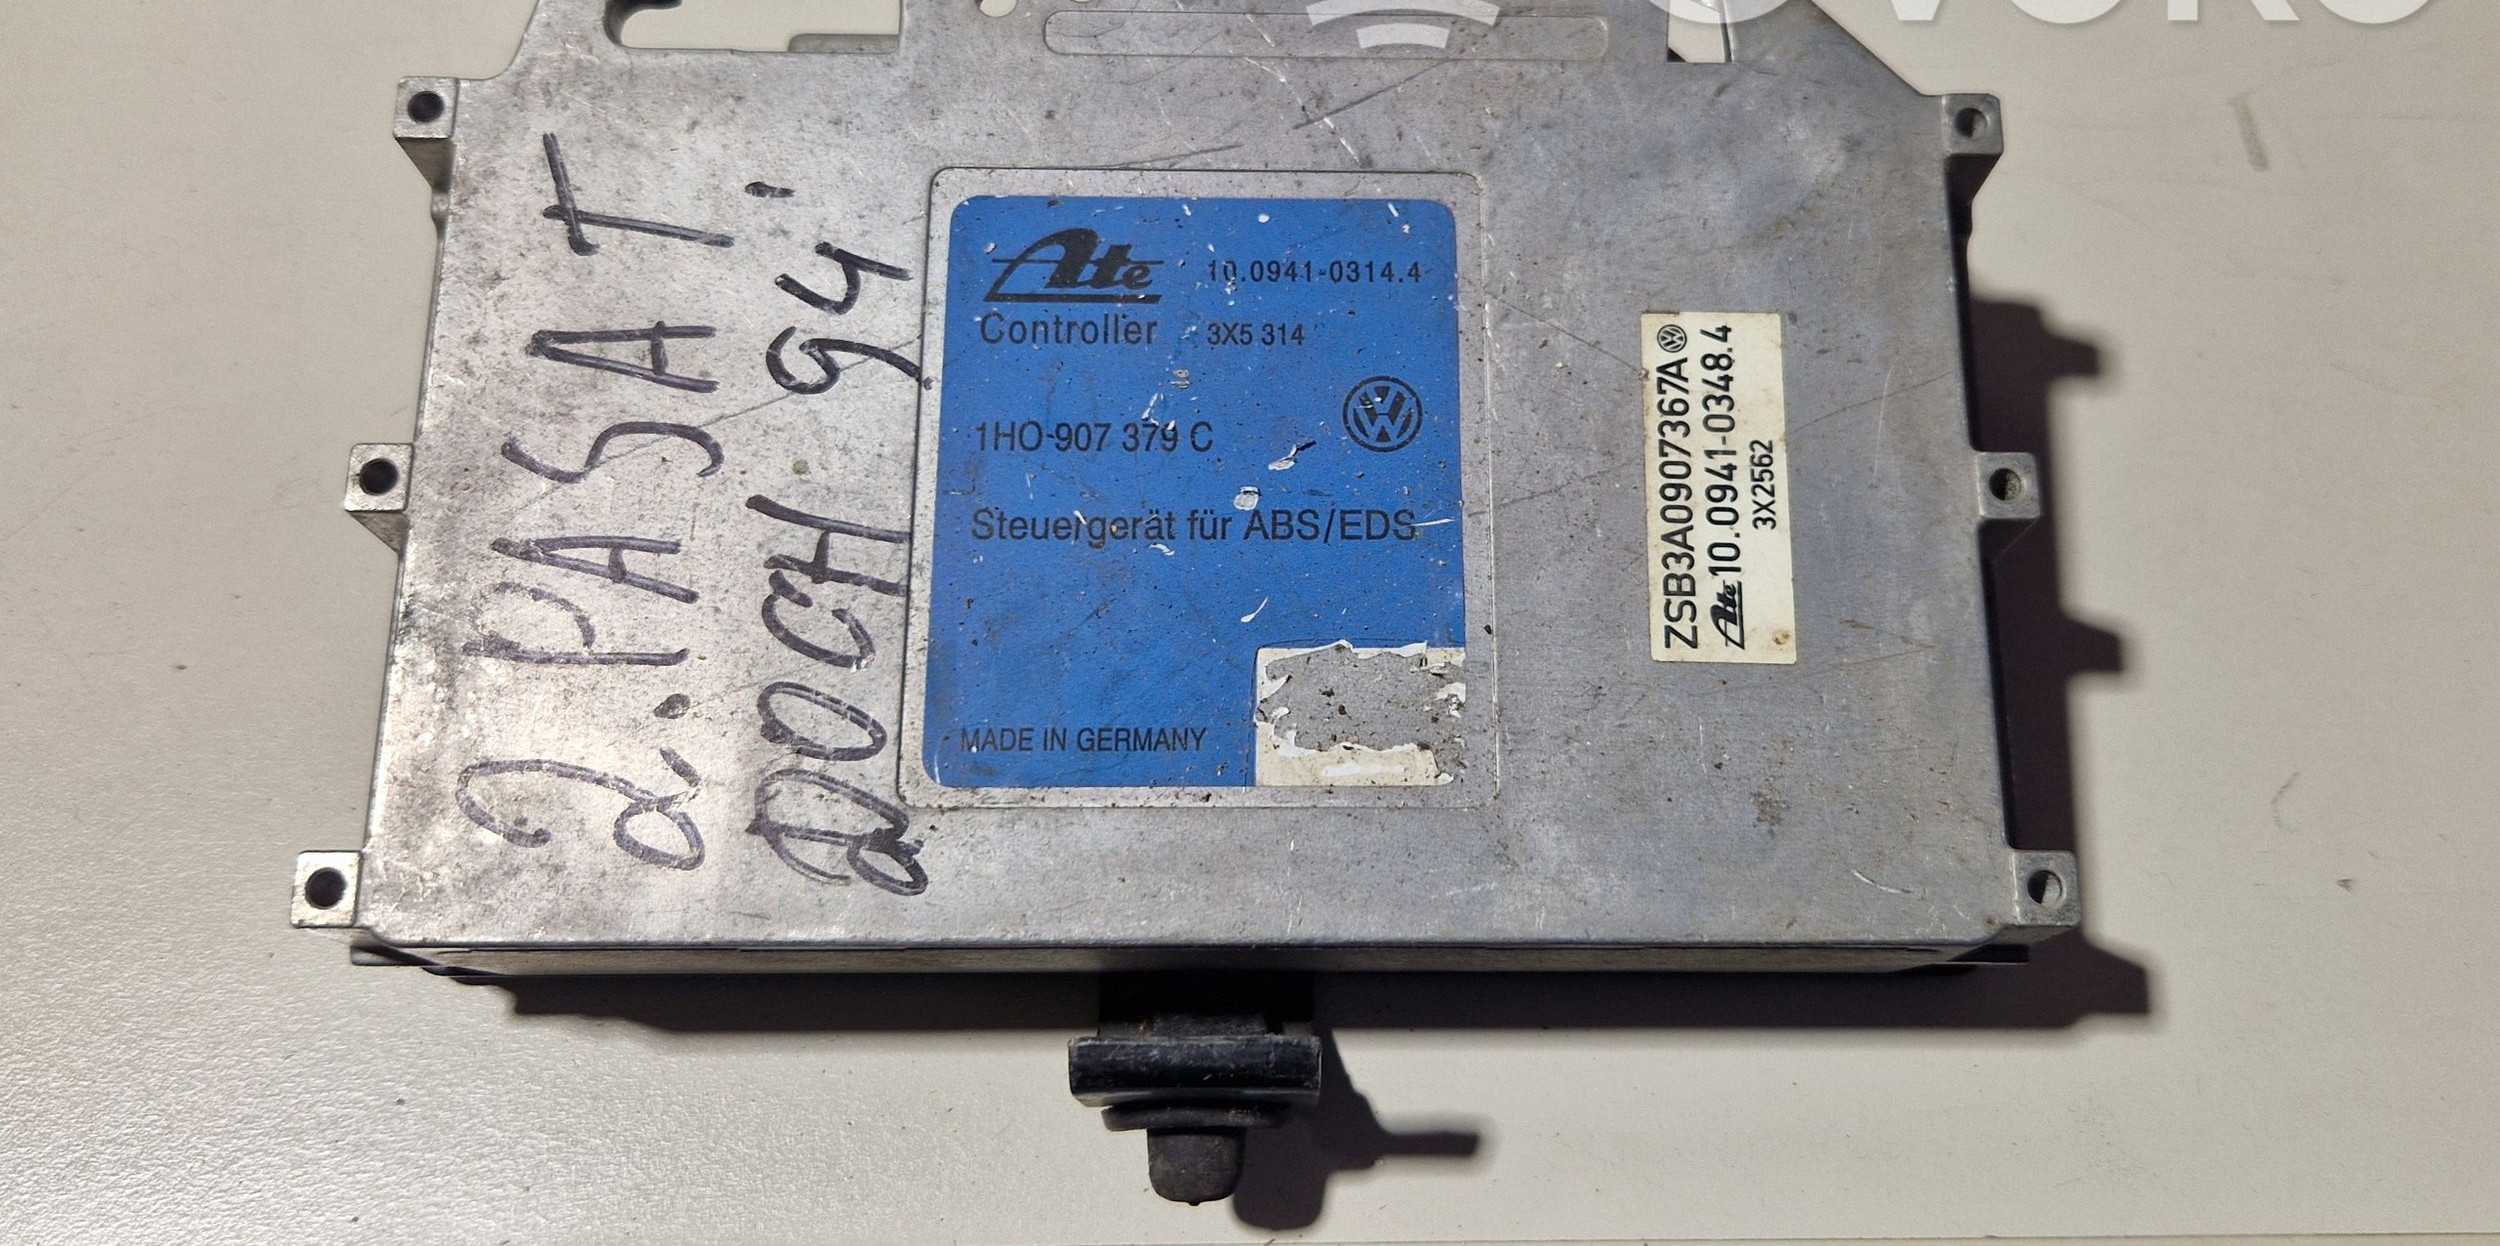 2. PASAT
94'
Ate 10.0941-0314.4
Controller 3X5 314
1HO 907 379 C
Steuergerät für ABS/EDS
MADE IN GERMANY
ZSB3A0907367A
Ate 10.0941-0348.4
3X2562